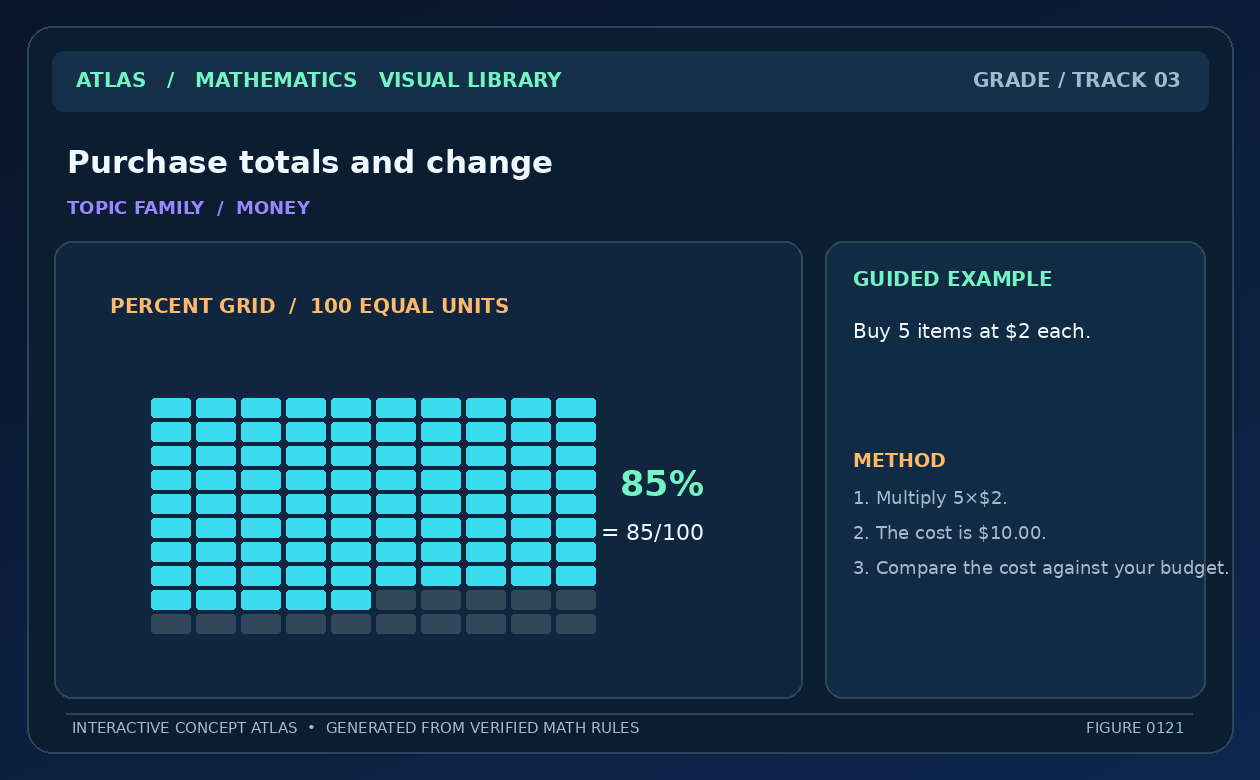 ATLAS / MATHEMATICS VISUAL LIBRARY
GRADE / TRACK 03
Purchase totals and change
TOPIC FAMILY / MONEY
PERCENT GRID / 100 EQUAL UNITS
85%
= 85/100
GUIDED EXAMPLE
Buy 5 items at $2 each.
METHOD
1. Multiply 5×$2.
2. The cost is $10.00.
3. Compare the cost against your budget.
INTERACTIVE CONCEPT ATLAS • GENERATED FROM VERIFIED MATH RULES
FIGURE 0121